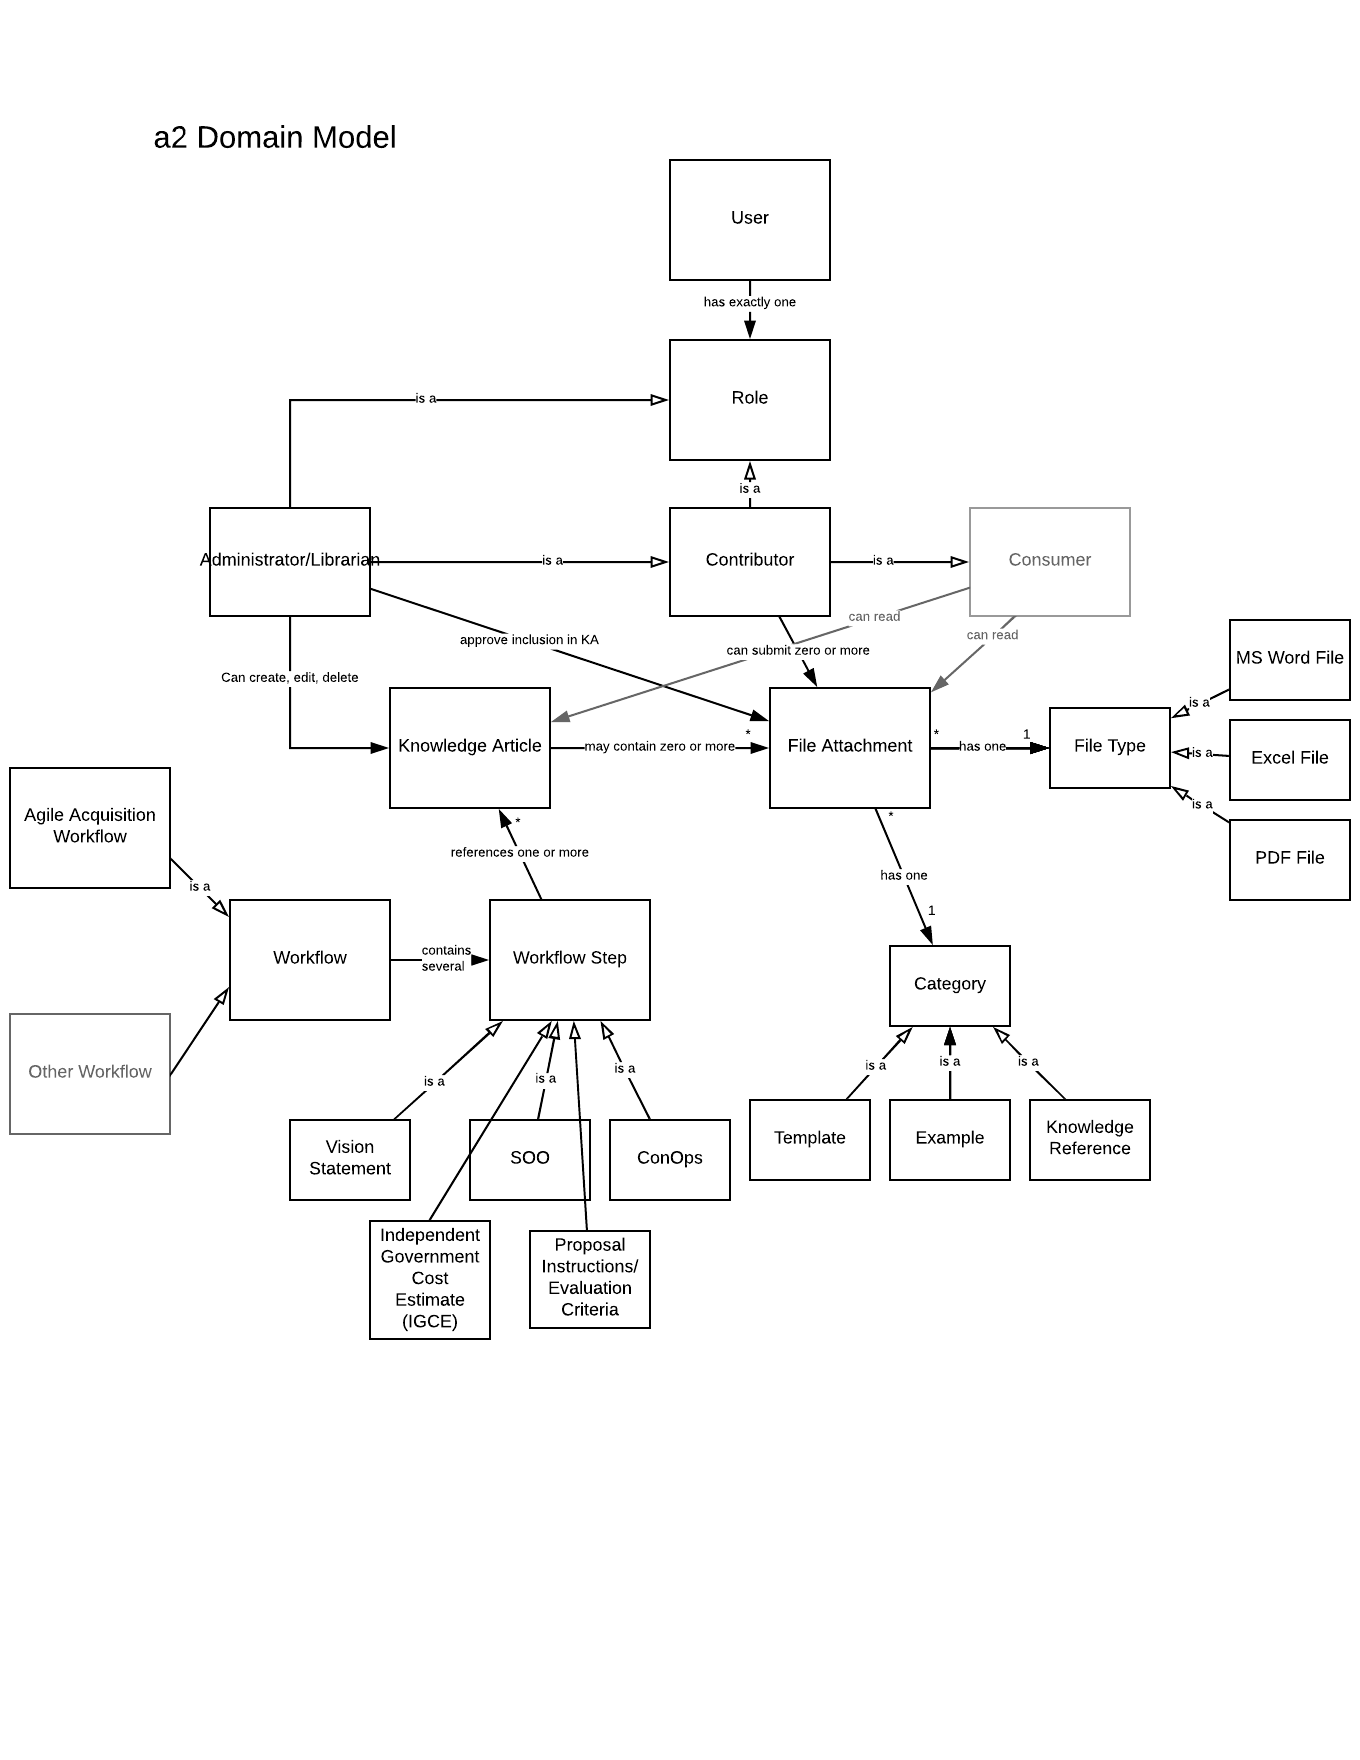 a2 Domain Model
User
has exactly one
Role
is a
is a
Administrator/Librarian
is a
Contributor
is a
Consumer
can read
can read
approve inclusion in KA
can submit zero or more
Can create, edit, delete
Knowledge Article
may contain zero or more
*
File Attachment
*
has one
1
File Type
is a
MS Word File
is a
Excel File
is a
PDF File
Agile Acquisition
Workflow
is a
*
references one or more
*
has one
1
Workflow
contains
several
Workflow Step
Category
Other Workflow
is a
is a
is a
is a
is a
is a
Vision
Statement
SOO
ConOps
Template
Example
Knowledge
Reference
Independent
Government
Cost
Estimate
(IGCE)
Proposal
Instructions/
Evaluation
Criteria